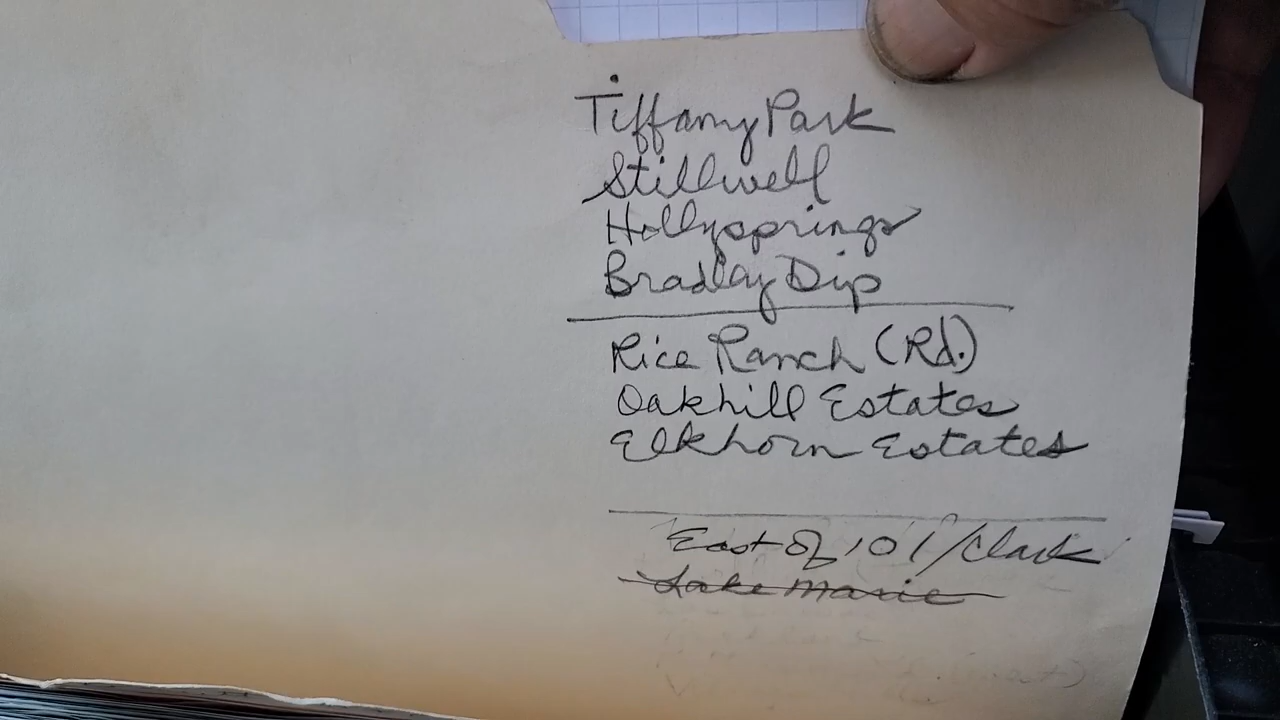 Tiffany Park
Stillwell
Hollysprings
Bradley Dip
Rice Ranch (Rd.)
Oakhill Estates
Elkhorn Estates
East of 101/Clark
Lake Marie